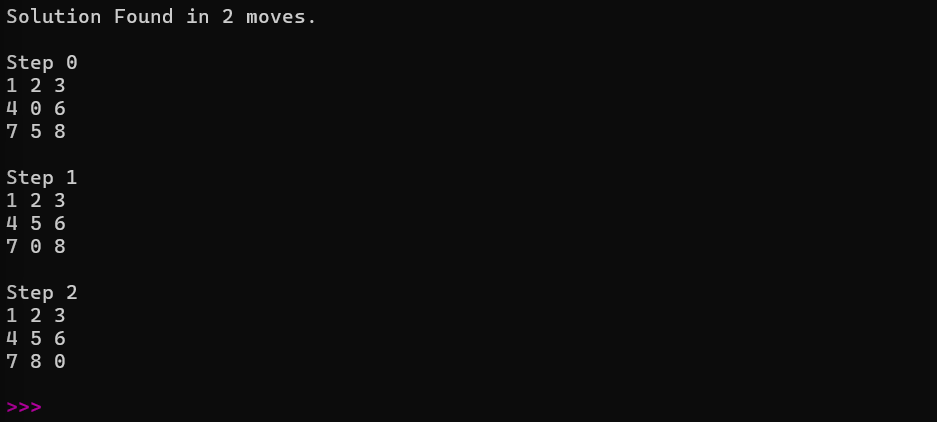 Solution Found in 2 moves.
Step 0
1 2 3
4 0 6
7 5 8
Step 1
1 2 3
4 5 6
7 0 8
Step 2
1 2 3
4 5 6
7 8 0
>>>